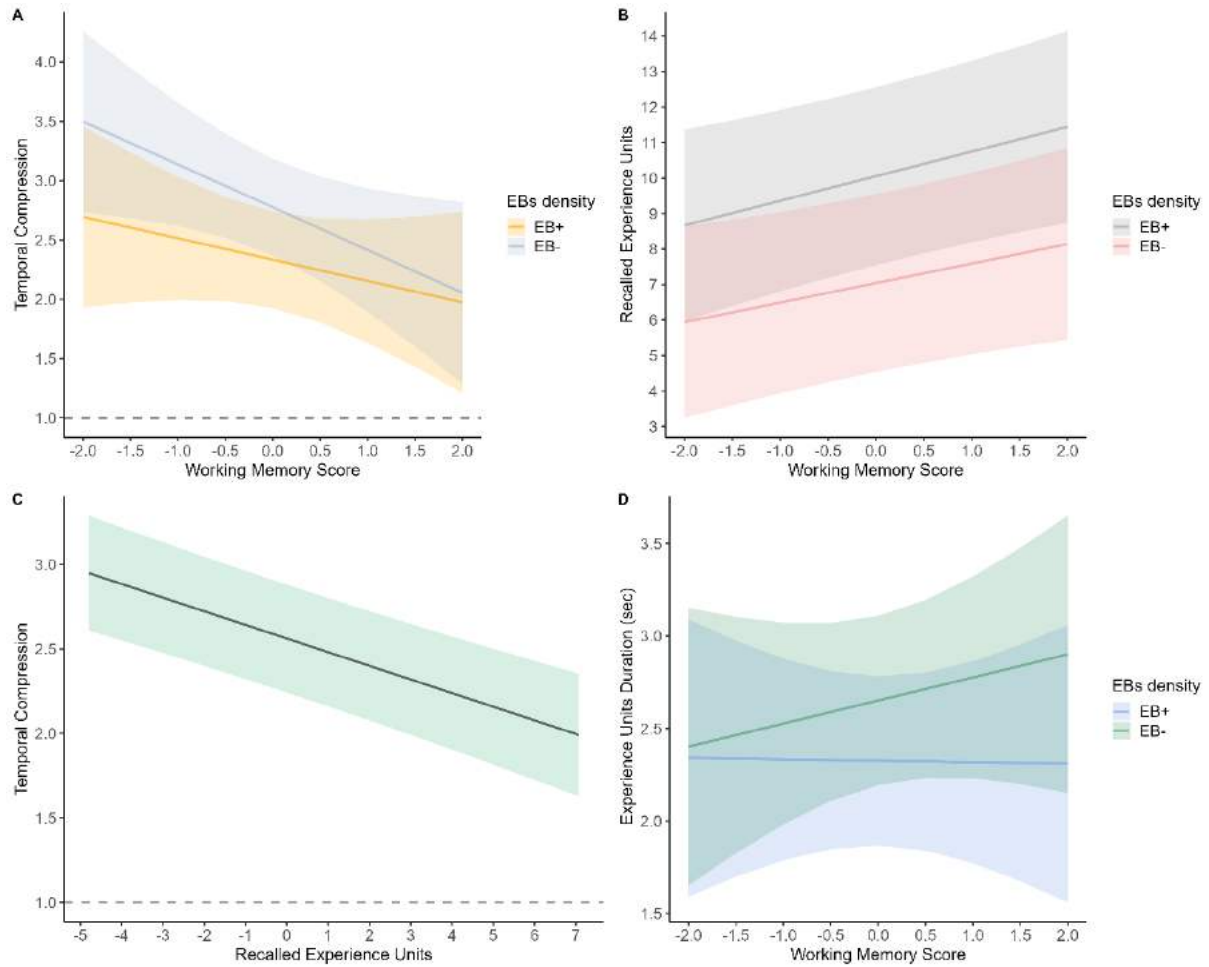 A
Temporal Compression
4.0
3.5
3.0
2.5
2.0
1.5
1.0
-2.0 -1.5 -1.0 -0.5 0.0 0.5 1.0 1.5 2.0
Working Memory Score
EBs density
EB+
EB-
B
Recalled Experience Units
14
13
12
11
10
9
8
7
6
5
4
3
-2.0 -1.5 -1.0 -0.5 0.0 0.5 1.0 1.5 2.0
Working Memory Score
EBs density
EB+
EB-
C
Temporal Compression
3.0
2.5
2.0
1.5
1.0
-5 -4 -3 -2 -1 0 1 2 3 4 5 6 7
Recalled Experience Units
D
Experience Units Duration (sec)
3.5
3.0
2.5
2.0
1.5
-2.0 -1.5 -1.0 -0.5 0.0 0.5 1.0 1.5 2.0
Working Memory Score
EBs density
EB+
EB-